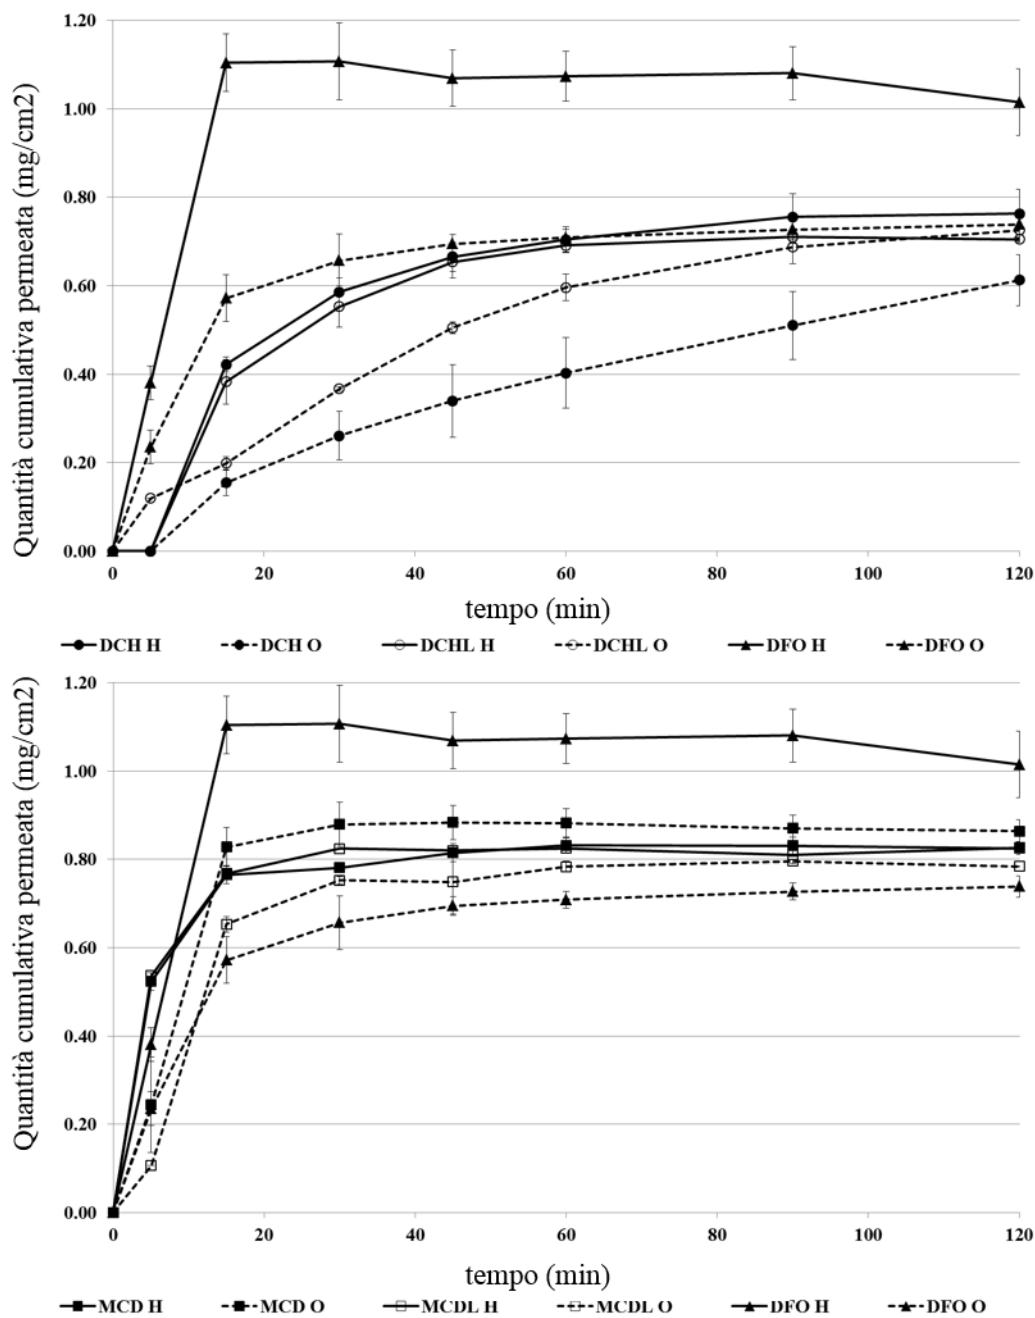 Quantità cumulativa permeata (mg/cm2)
1.20
1.00
0.80
0.60
0.40
0.20
0.00
0 20 40 60 80 100 120
tempo (min)
DCH H DCH O DCHL H DCHL O DFO H DFO O
Quantità cumulativa permeata (mg/cm2)
1.20
1.00
0.80
0.60
0.40
0.20
0.00
0 20 40 60 80 100 120
tempo (min)
MCD H MCD O MCDL H MCDL O DFO H DFO O